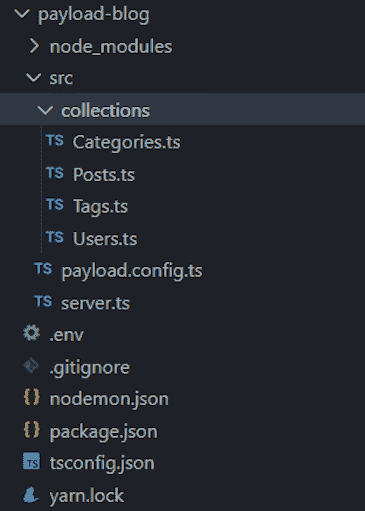 payload-blog
node_modules
src
collections
TS Categories.ts
TS Posts.ts
TS Tags.ts
TS Users.ts
TS payload.config.ts
TS server.ts
.env
.gitignore
{} nodemon.json
{} package.json
TS tsconfig.json
yarn.lock